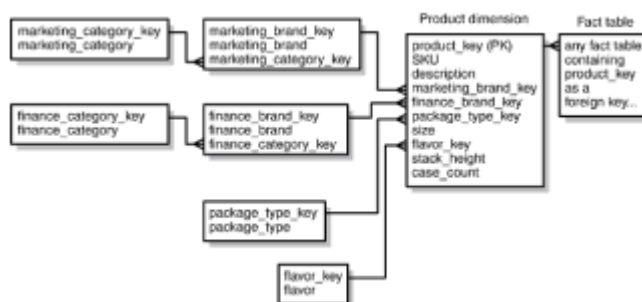 Product dimension
Fact table
marketing_category_key
marketing_category
marketing_brand_key
marketing_brand
marketing_category_key
product_key (PK)
SKU
description
marketing_brand_key
finance_brand_key
package_type_key
size
flavor_key
stack_height
case_count
any fact table
containing
product_key
as a
foreign key...
finance_category_key
finance_category
finance_brand_key
finance_brand
finance_category_key
package_type_key
package_type
flavor_key
flavor